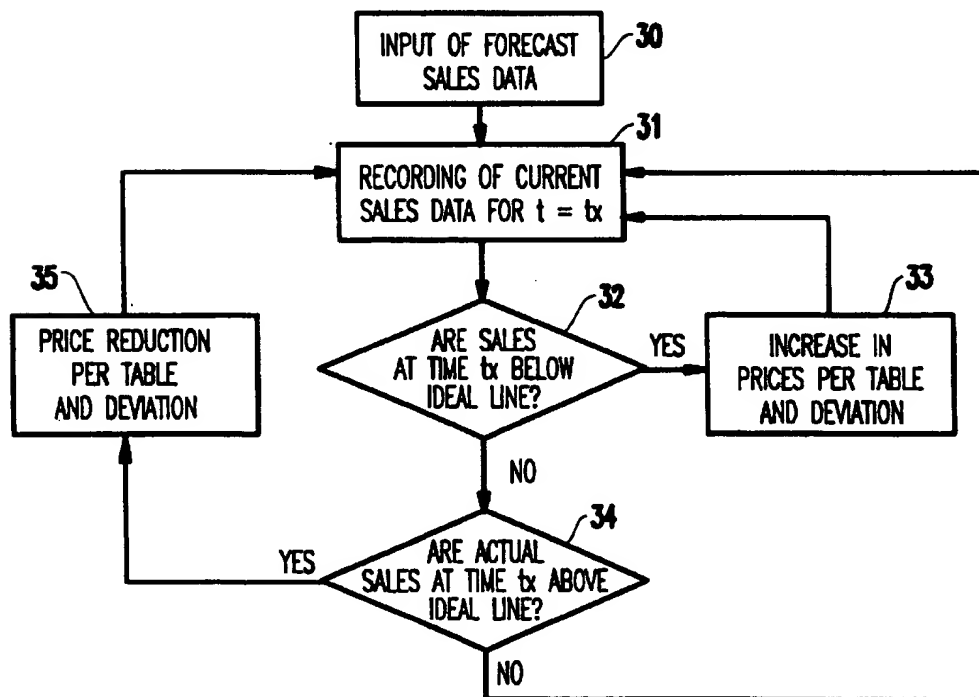 INPUT OF FORECAST
SALES DATA
30
31
RECORDING OF CURRENT
SALES DATA FOR t = tx
32
ARE SALES
AT TIME tx BELOW
IDEAL LINE?
YES
33
INCREASE IN
PRICES PER TABLE
AND DEVIATION
35
PRICE REDUCTION
PER TABLE
AND DEVIATION
NO
34
ARE ACTUAL
SALES AT TIME tx ABOVE
IDEAL LINE?
YES
NO